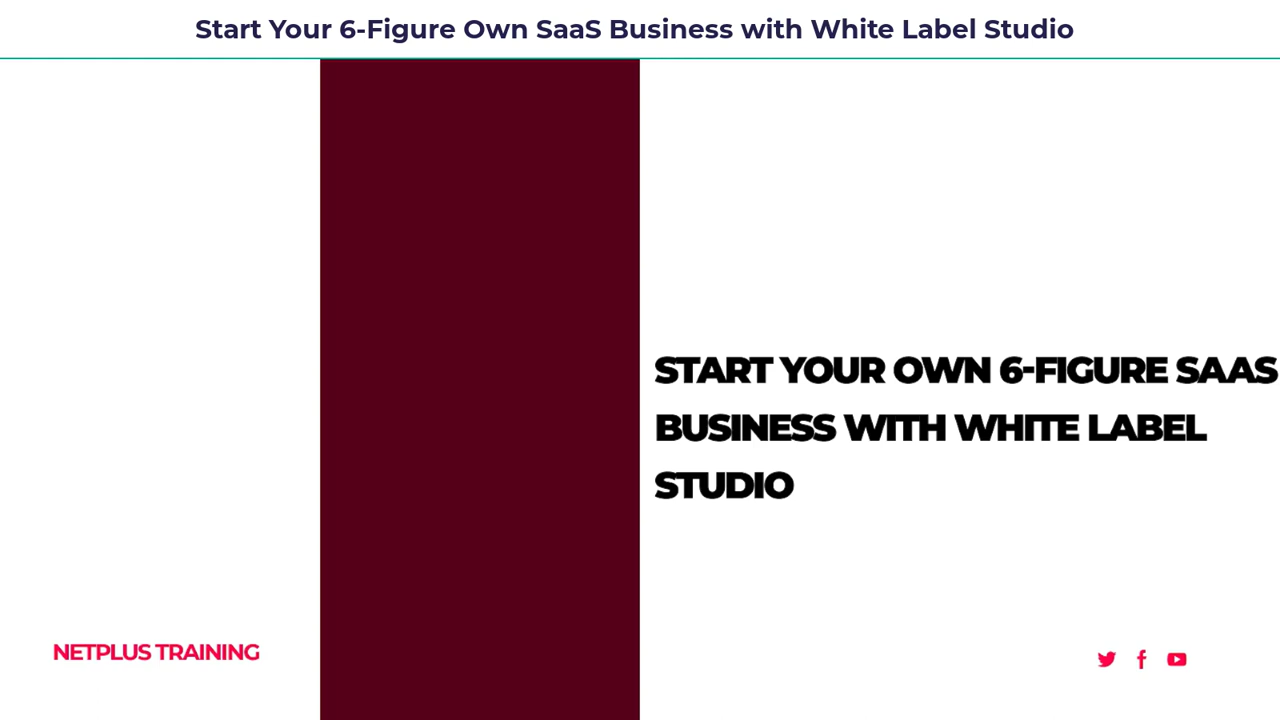 Start Your 6-Figure Own SaaS Business with White Label Studio
START YOUR OWN 6-FIGURE SAAS
BUSINESS WITH WHITE LABEL
STUDIO
NETPLUS TRAINING